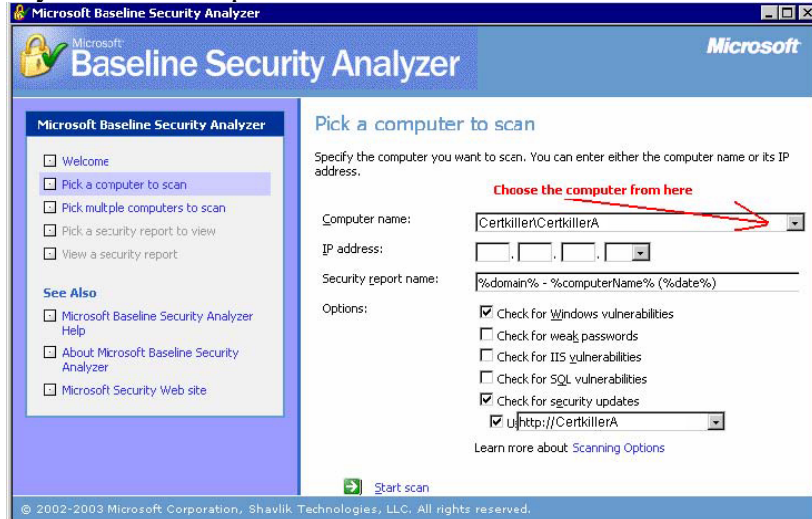 Microsoft Baseline Security Analyzer
Microsoft
Baseline Security Analyzer
Microsoft
Microsoft Baseline Security Analyzer
Welcome
Pick a computer to scan
Pick multiple computers to scan
Pick a security report to view
View a security report
See Also
Microsoft Baseline Security Analyzer
Help
About Microsoft Baseline Security
Analyzer
Microsoft Security Web site
Pick a computer to scan
Specify the computer you want to scan. You can enter either the computer name or its IP
address.
Choose the computer from here
Computer name:
Certkiller\CertkillerA
IP address:
. . .
Security report name:
%domain% - %computerName% (%date%)
Options:
Check for Windows vulnerabilities
Check for weak passwords
Check for IIS vulnerabilities
Check for SQL vulnerabilities
Check for security updates
http://CertkillerA
Learn more about Scanning Options
Start scan
© 2002-2003 Microsoft Corporation, Shavlik Technologies, LLC. All rights reserved.